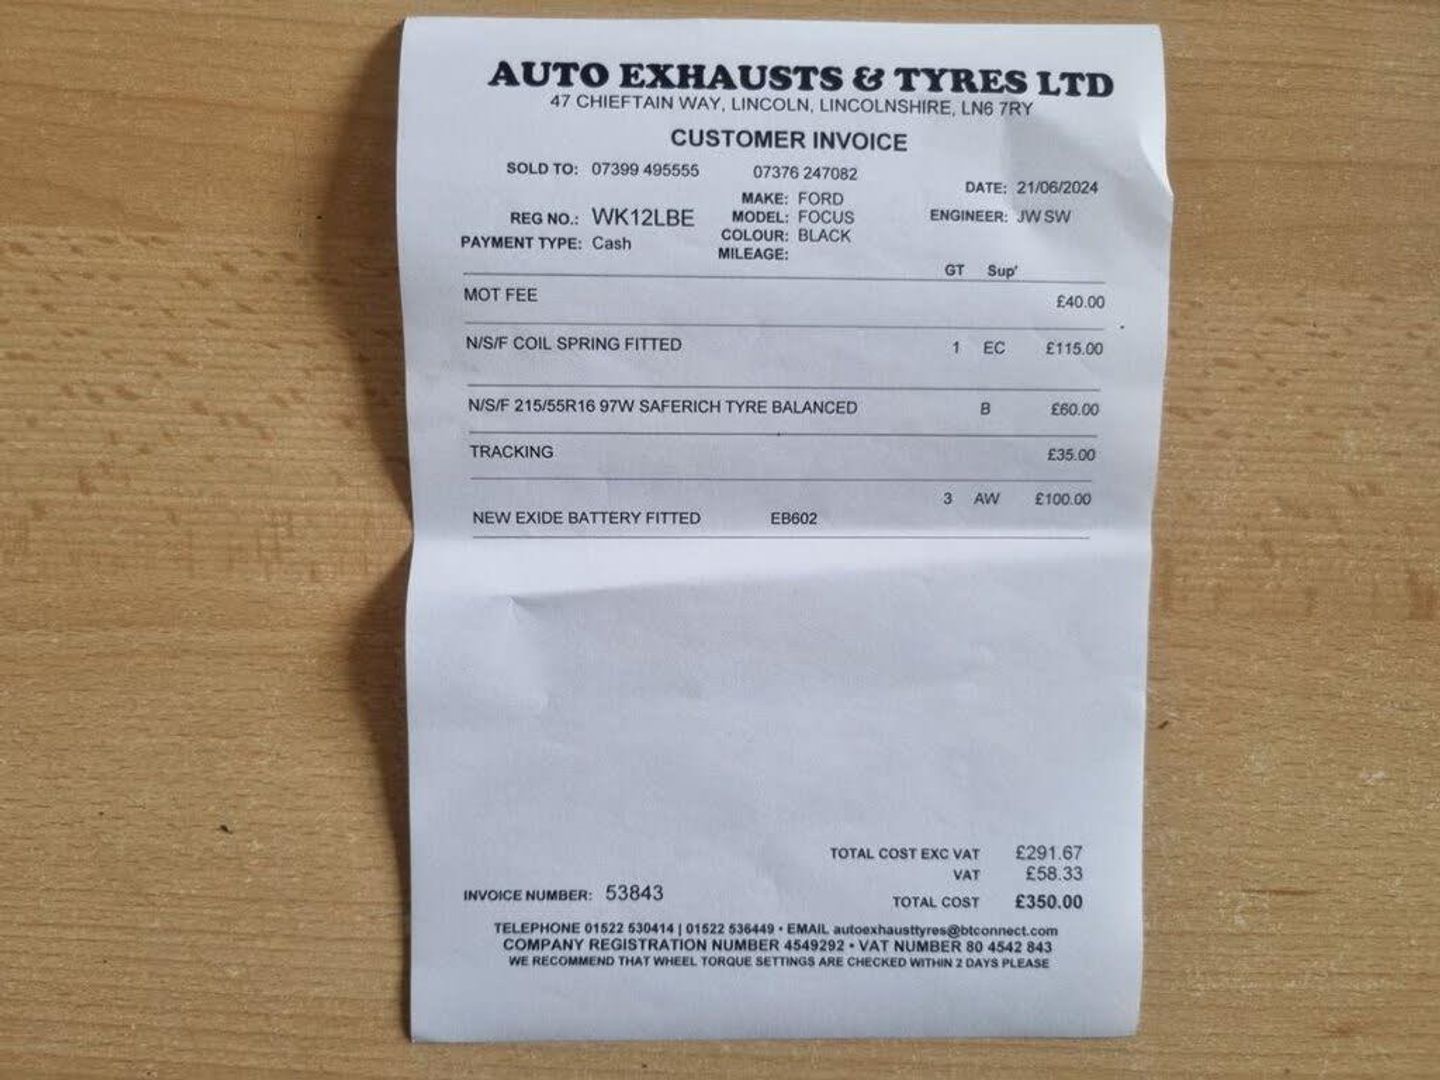 AUTO EXHAUSTS & TYRES LTD
47 CHIEFTAIN WAY, LINCOLN, LINCOLNSHIRE, LN6 7RY
CUSTOMER INVOICE
SOLD TO: 07399 495555 07376 247082
DATE: 21/06/2024
MAKE: FORD
REG NO.: WK12LBE MODEL: FOCUS ENGINEER: JW SW
PAYMENT TYPE: Cash COLOUR: BLACK
MILEAGE:
GT Sup'
MOT FEE £40.00
N/S/F COIL SPRING FITTED 1 EC £115.00
N/S/F 215/55R16 97W SAFERICH TYRE BALANCED B £60.00
TRACKING £35.00
3 AW £100.00
NEW EXIDE BATTERY FITTED EB602
TOTAL COST EXC VAT £291.67
VAT £58.33
INVOICE NUMBER: 53843 TOTAL COST £350.00
TELEPHONE 01522 530414 | 01522 536449 • EMAIL autoexhausttyres@btconnect.com
COMPANY REGISTRATION NUMBER 4549292 • VAT NUMBER 80 4542 843
WE RECOMMEND THAT WHEEL TORQUE SETTINGS ARE CHECKED WITHIN 2 DAYS PLEASE